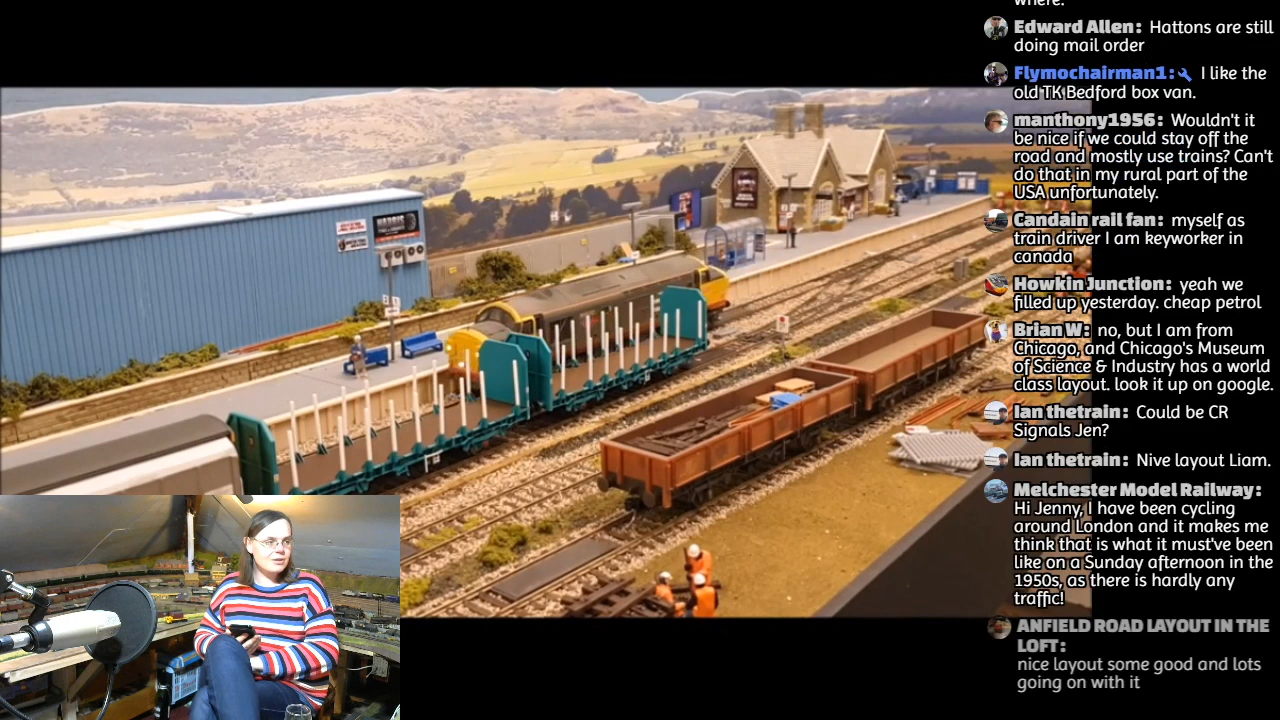 where.
Edward Allen: Hattons are still
doing mail order
Flymochairman1: I like the
old TK Bedford box van.
manthony1956: Wouldn't it
be nice if we could stay off the
road and mostly use trains? Can't
do that in my rural part of the
USA unfortunately.
Candain rail fan: myself as
train driver I am keyworker in
canada
Howkin Junction: yeah we
filled up yesterday. cheap petrol
Brian W: no, but I am from
Chicago, and Chicago's Museum
of Science & Industry has a world
class layout. look it up on google.
Ian thetrain: Could be CR
Signals Jen?
Ian thetrain: Nive layout Liam.
Melchester Model Railway:
Hi Jenny, I have been cycling
around London and it makes me
think that is what it must've been
like on a Sunday afternoon in the
1950s, as there is hardly any
traffic!
ANFIELD ROAD LAYOUT IN THE
LOFT:
nice layout some good and lots
going on with it
HARRIS